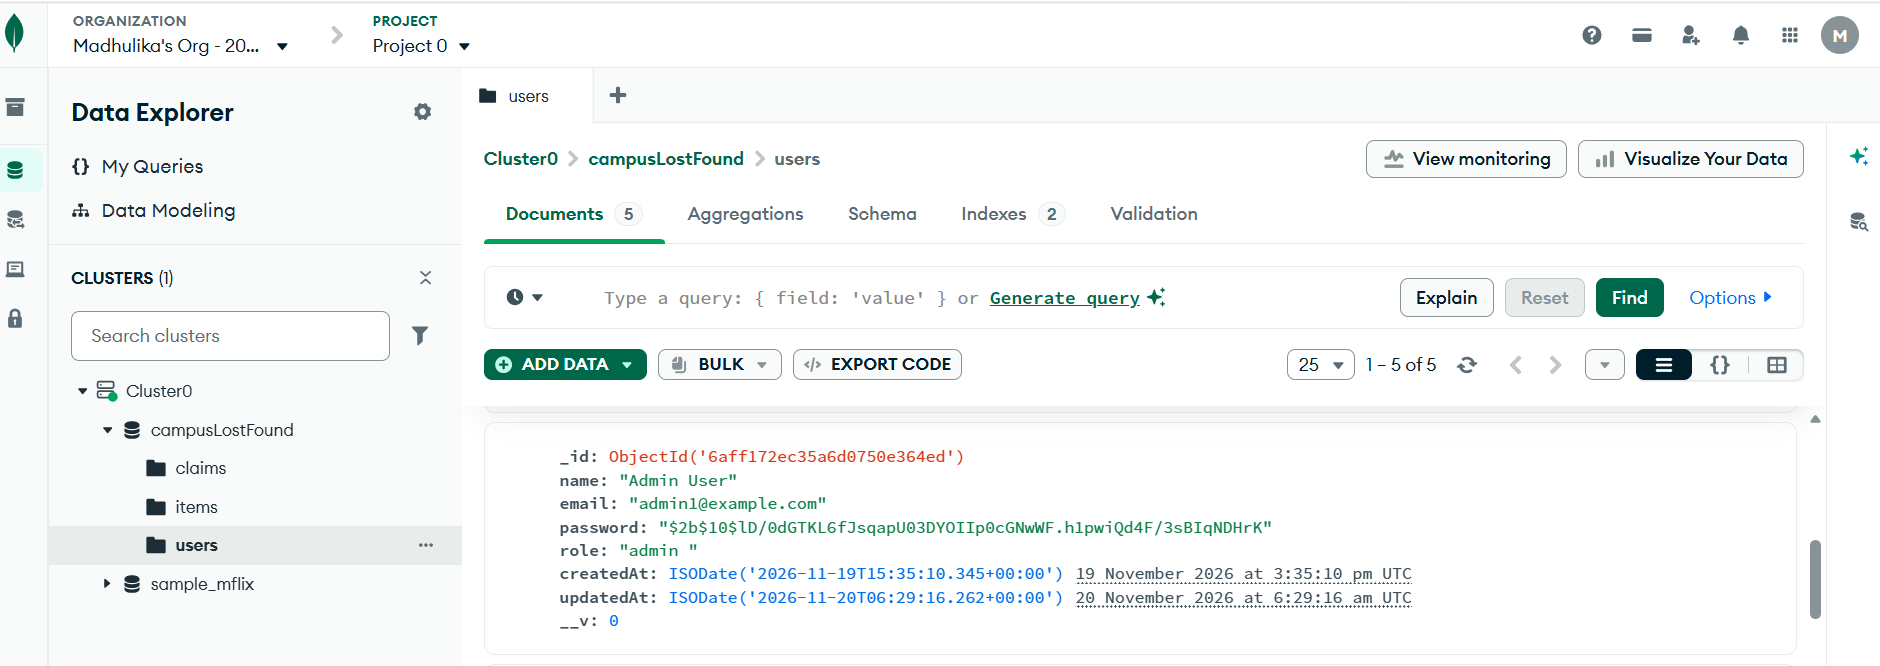 ORGANIZATION
Madhulika's Org - 20...
PROJECT
Project 0
M
Data Explorer
{} My Queries
Data Modeling
CLUSTERS (1)
Search clusters
Cluster0
campusLostFound
claims
items
users
sample_mflix
users
Cluster0 > campusLostFound > users
View monitoring
Visualize Your Data
Documents 5 Aggregations Schema Indexes 2 Validation
Type a query: { field: 'value' } or Generate query
Explain Reset Find Options
ADD DATA BULK EXPORT CODE
25 1 – 5 of 5 {}
_id: ObjectId('6aff172ec35a6d0750e364ed')
name: "Admin User"
email: "admin1@example.com"
password: "$2b$10$lD/0dGTKL6fJsqapU03DYOIIp0cGNwWF.h1pwiQd4F/3sBIqNDHrK"
role: "admin "
createdAt: ISODate('2026-11-19T15:35:10.345+00:00') 19 November 2026 at 3:35:10 pm UTC
updatedAt: ISODate('2026-11-20T06:29:16.262+00:00') 20 November 2026 at 6:29:16 am UTC
__v: 0